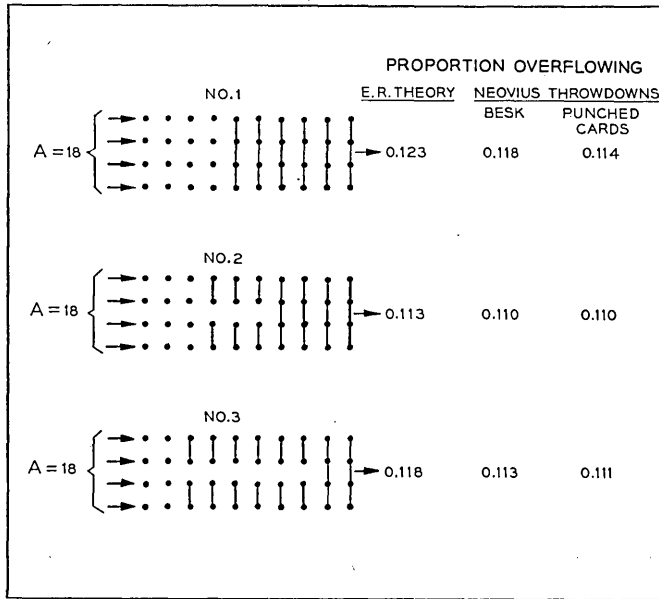 PROPORTION OVERFLOWING
NO.1
E.R. THEORY NEOVIUS THROWDOWNS
BESK PUNCHED CARDS
A = 18 0.123 0.118 0.114
NO.2
A = 18 0.113 0.110 0.110
NO.3
A = 18 0.118 0.113 0.111